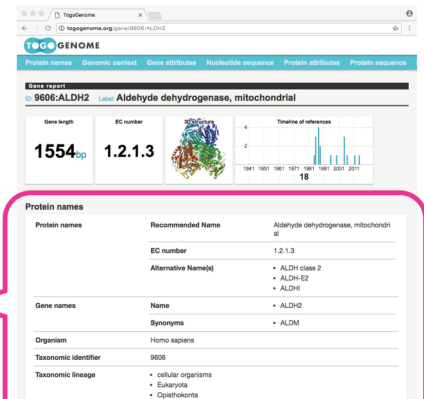 TogoGenome
togogenome.org/gene/9606:ALDH2
TOGO GENOME
Protein names Genomic context Gene attributes Nucleotide sequence Protein attributes Protein sequence
Gene report
ID: 9606:ALDH2 Label: Aldehyde dehydrogenase, mitochondrial
Gene length EC number 3D structure Timeline of references
1554bp 1.2.1.3
4
2
1941 1951 1961 1971 1981 1991 2001 2011
18
Protein names
Protein names Recommended Name Aldehyde dehydrogenase, mitochondri
al
EC number 1.2.1.3
Alternative Name(s) • ALDH class 2
• ALDH-E2
• ALDHI
Gene names Name • ALDH2
Synonyms • ALDM
Organism Homo sapiens
Taxonomic identifier 9606
Taxonomic lineage • cellular organisms
• Eukaryota
• Opisthokonta